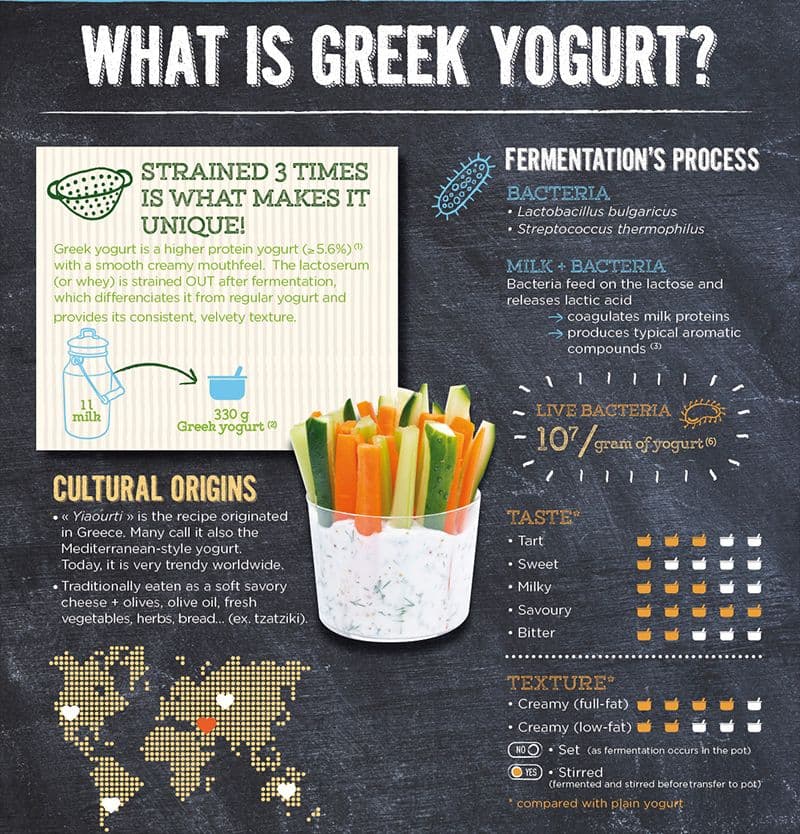 WHAT IS GREEK YOGURT?
STRAINED 3 TIMES
IS WHAT MAKES IT
UNIQUE!
Greek yogurt is a higher protein yogurt (≥5.6%) (1)
with a smooth creamy mouthfeel. The lactoserum
(or whey) is strained OUT after fermentation,
which differenciates it from regular yogurt and
provides its consistent, velvety texture.
1 l
milk
330 g
Greek yogurt (2)
CULTURAL ORIGINS
• « Yiaourti » is the recipe originated
in Greece. Many call it also the
Mediterranean-style yogurt.
Today, it is very trendy worldwide.
• Traditionally eaten as a soft savory
cheese + olives, olive oil, fresh
vegetables, herbs, bread... (ex. tzatziki).
FERMENTATION'S PROCESS
BACTERIA
• Lactobacillus bulgaricus
• Streptococcus thermophilus
MILK + BACTERIA
Bacteria feed on the lactose and
releases lactic acid
→ coagulates milk proteins
→ produces typical aromatic
compounds (3)
LIVE BACTERIA
10⁷/gram of yogurt (6)
TASTE*
• Tart
• Sweet
• Milky
• Savoury
• Bitter
TEXTURE*
• Creamy (full-fat)
• Creamy (low-fat)
NO • Set (as fermentation occurs in the pot)
YES • Stirred
(fermented and stirred before transfer to pot)
* compared with plain yogurt